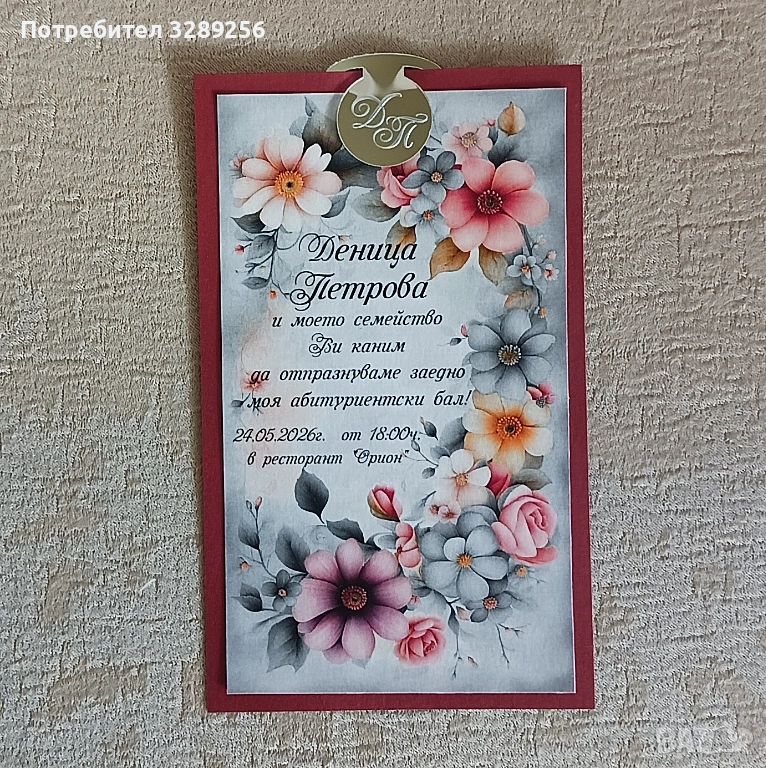 Потребител 3289256
ДП
Деница
Петрова
и моето семейство
Ви каним
да отпразнуваме заедно
моя абитуриентски бал!
24.05.2026г. от 18:00ч.
в ресторант "Орион"